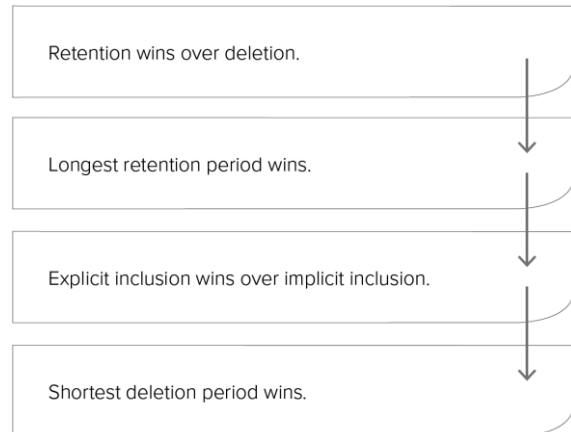 Retention wins over deletion.
Longest retention period wins.
Explicit inclusion wins over implicit inclusion.
Shortest deletion period wins.